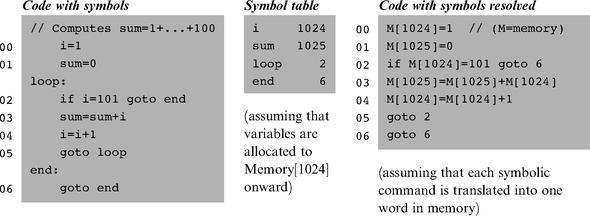 Code with symbols
// Computes sum=1+...+100
00 i=1
01 sum=0
loop:
02 if i=101 goto end
03 sum=sum+i
04 i=i+1
05 goto loop
end:
06 goto end
Symbol table
i 1024
sum 1025
loop 2
end 6
(assuming that
variables are
allocated to
Memory[1024]
onward)
Code with symbols resolved
00 M[1024]=1 // (M=memory)
01 M[1025]=0
02 if M[1024]=101 goto 6
03 M[1025]=M[1025]+M[1024]
04 M[1024]=M[1024]+1
05 goto 2
06 goto 6
(assuming that each symbolic
command is translated into one
word in memory)